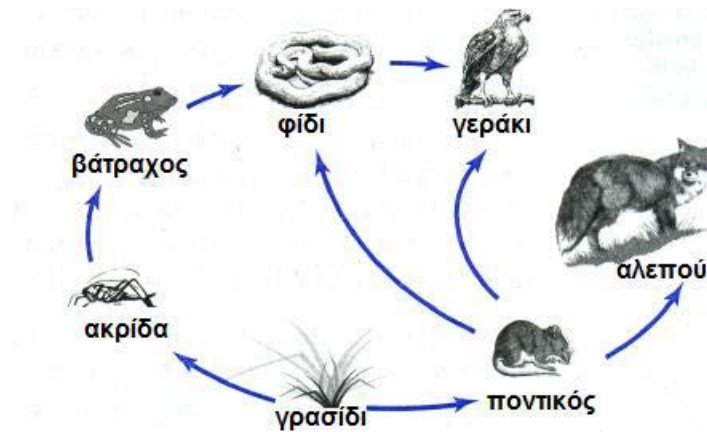 φίδι
γεράκι
βάτραχος
αλεπού
ακρίδα
γρασίδι
ποντικός